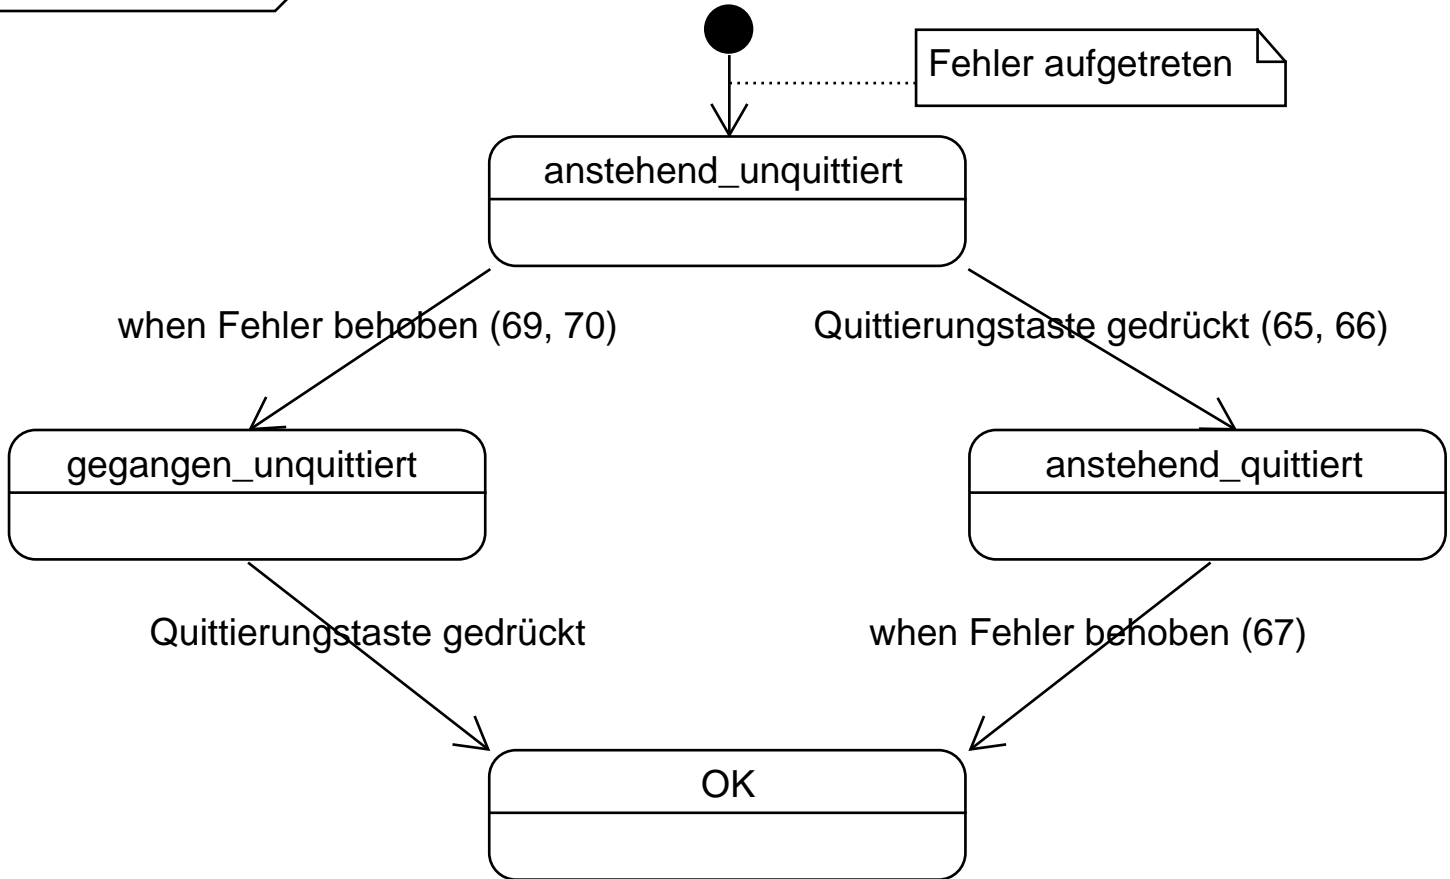 Fehler aufgetreten
anstehend_unquittiert
when Fehler behoben (69, 70)
Quittierungstaste gedrückt (65, 66)
gegangen_unquittiert
anstehend_quittiert
Quittierungstaste gedrückt
when Fehler behoben (67)
OK